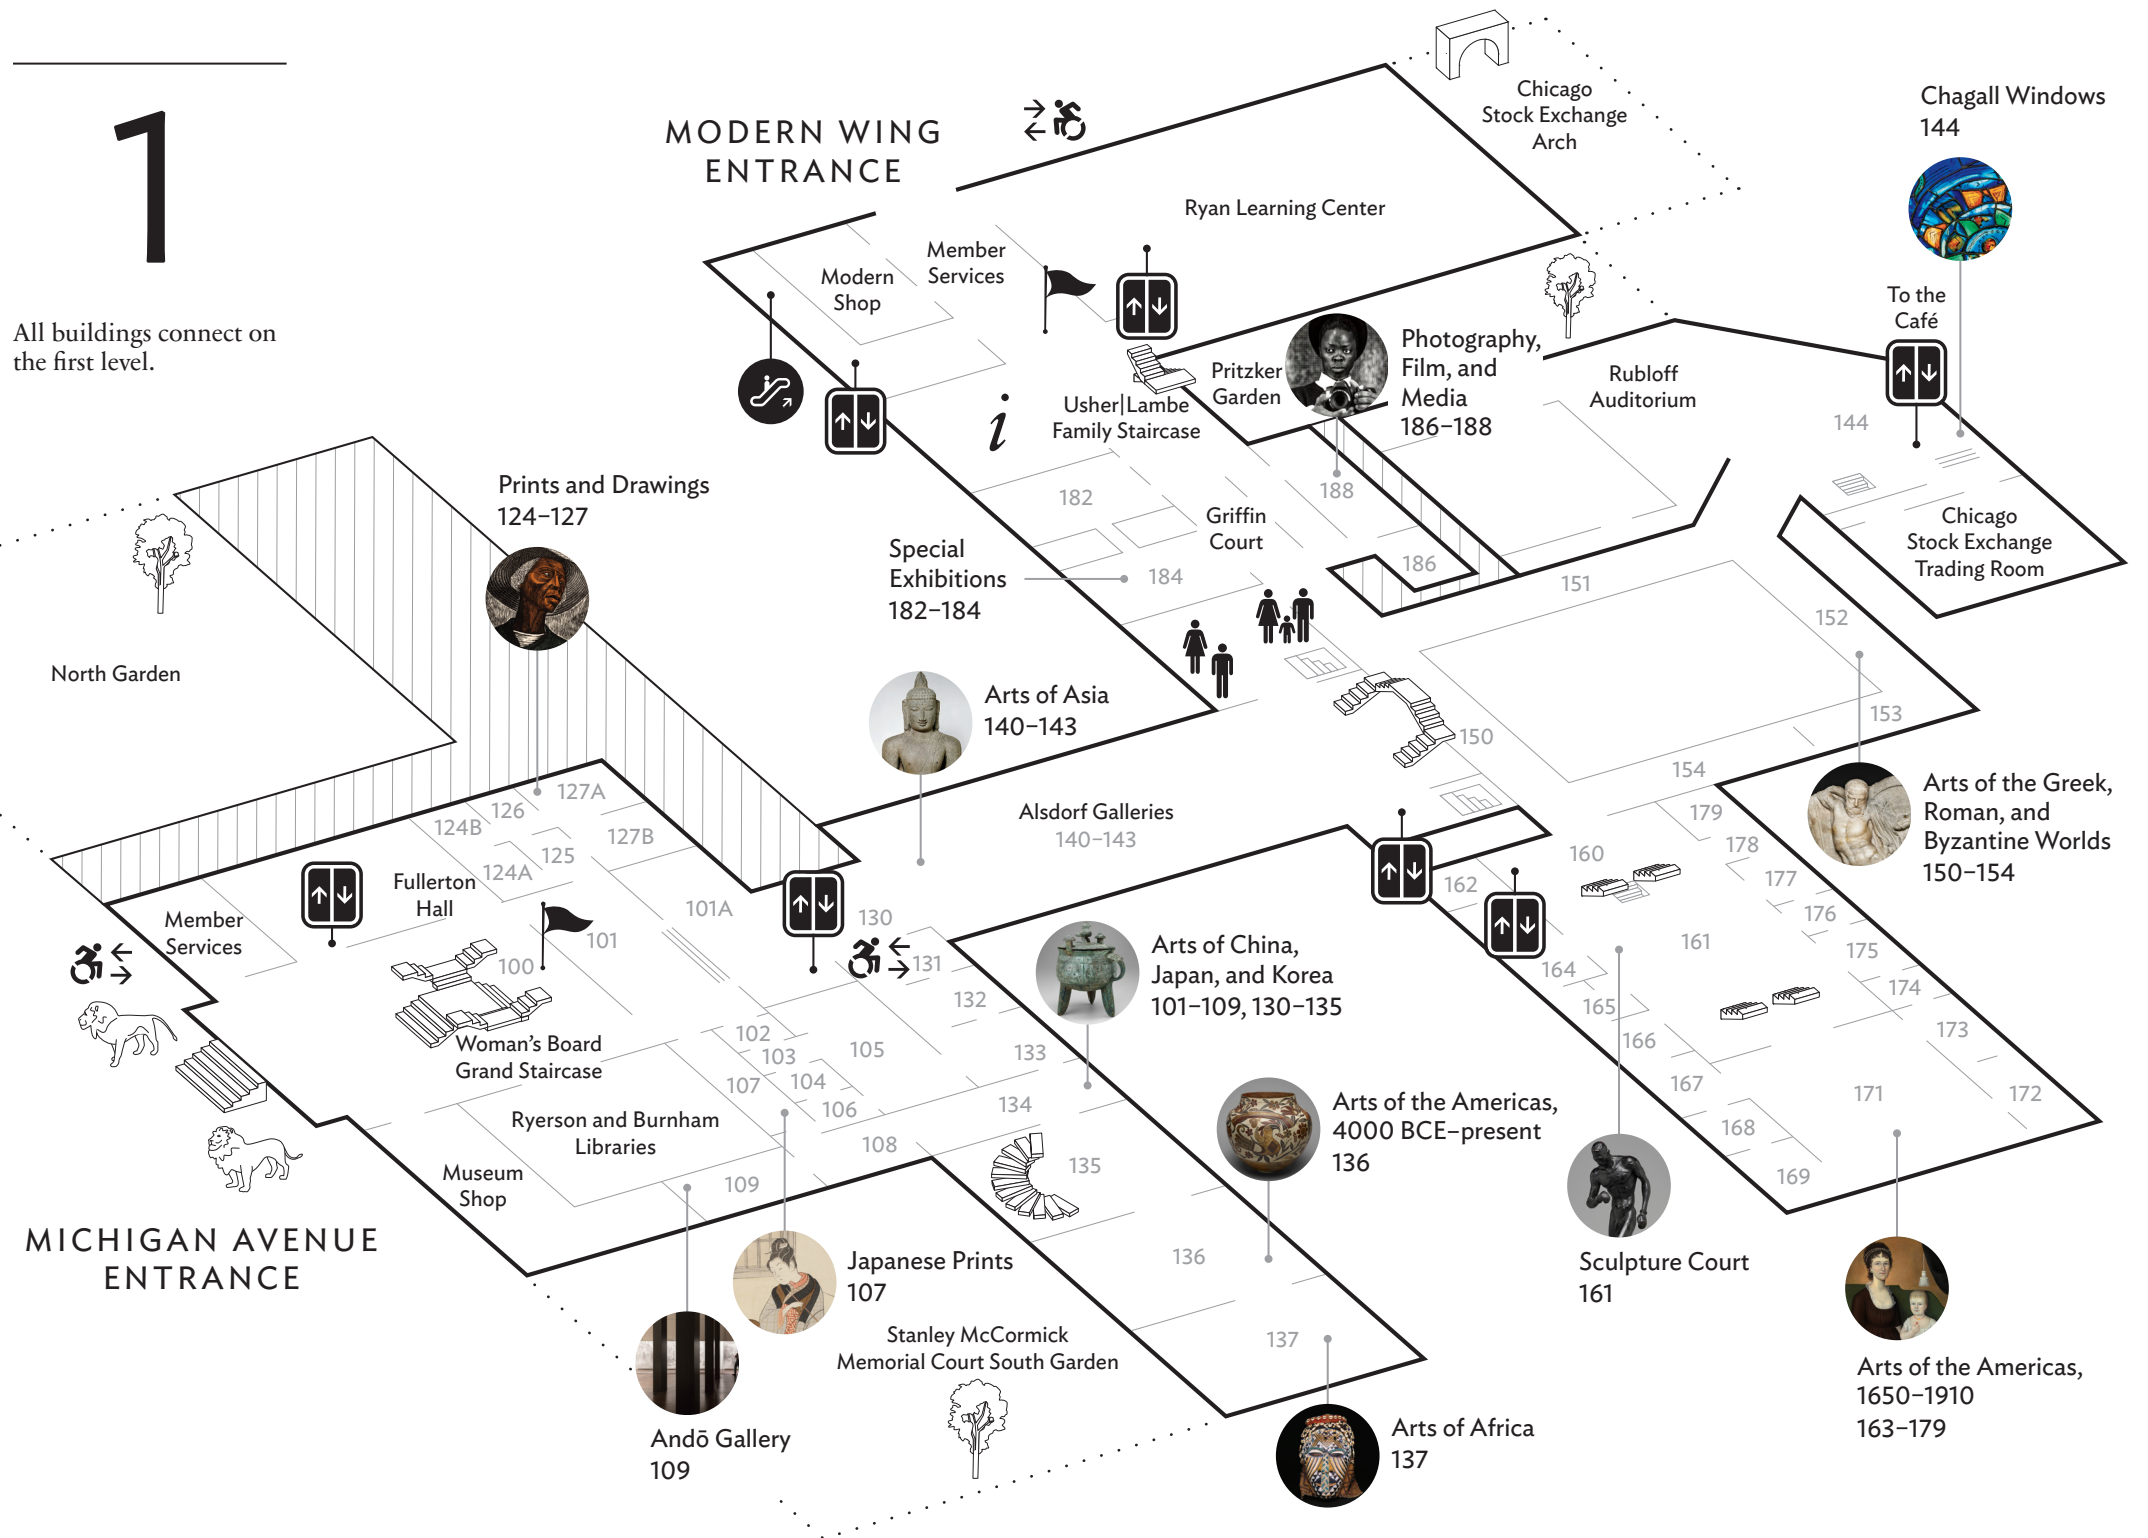 1
All buildings connect on
the first level.
MODERN WING
ENTRANCE
Chicago
Stock Exchange
Arch
Chagall Windows
144
Ryan Learning Center
Member
Services
Modern
Shop
To the
Café
Photography,
Film, and
Media
186–188
Pritzker
Garden
Rubloff
Auditorium
i
Usher|Lambe
Family Staircase
144
Prints and Drawings
124–127
182
188
Griffin
Court
Chicago
Stock Exchange
Trading Room
Special
Exhibitions
182–184
184
186
151
152
North Garden
Arts of Asia
140–143
153
150
154
Arts of the Greek,
Roman, and
Byzantine Worlds
150–154
Alsdorf Galleries
140–143
127A
126
124B
127B
125
124A
179
178
160
177
162
176
Fullerton
Hall
Member
Services
101A
130
101
100
131
161
175
164
174
Arts of China,
Japan, and Korea
101–109, 130–135
132
165
173
166
102
103
105
133
Woman's Board
Grand Staircase
107
104
106
134
167
171
172
Arts of the Americas,
4000 BCE–present
136
Ryerson and Burnham
Libraries
108
168
135
169
Museum
Shop
109
MICHIGAN AVENUE
ENTRANCE
136
Japanese Prints
107
Sculpture Court
161
Stanley McCormick
Memorial Court South Garden
137
Arts of the Americas,
1650–1910
163–179
Andō Gallery
109
Arts of Africa
137